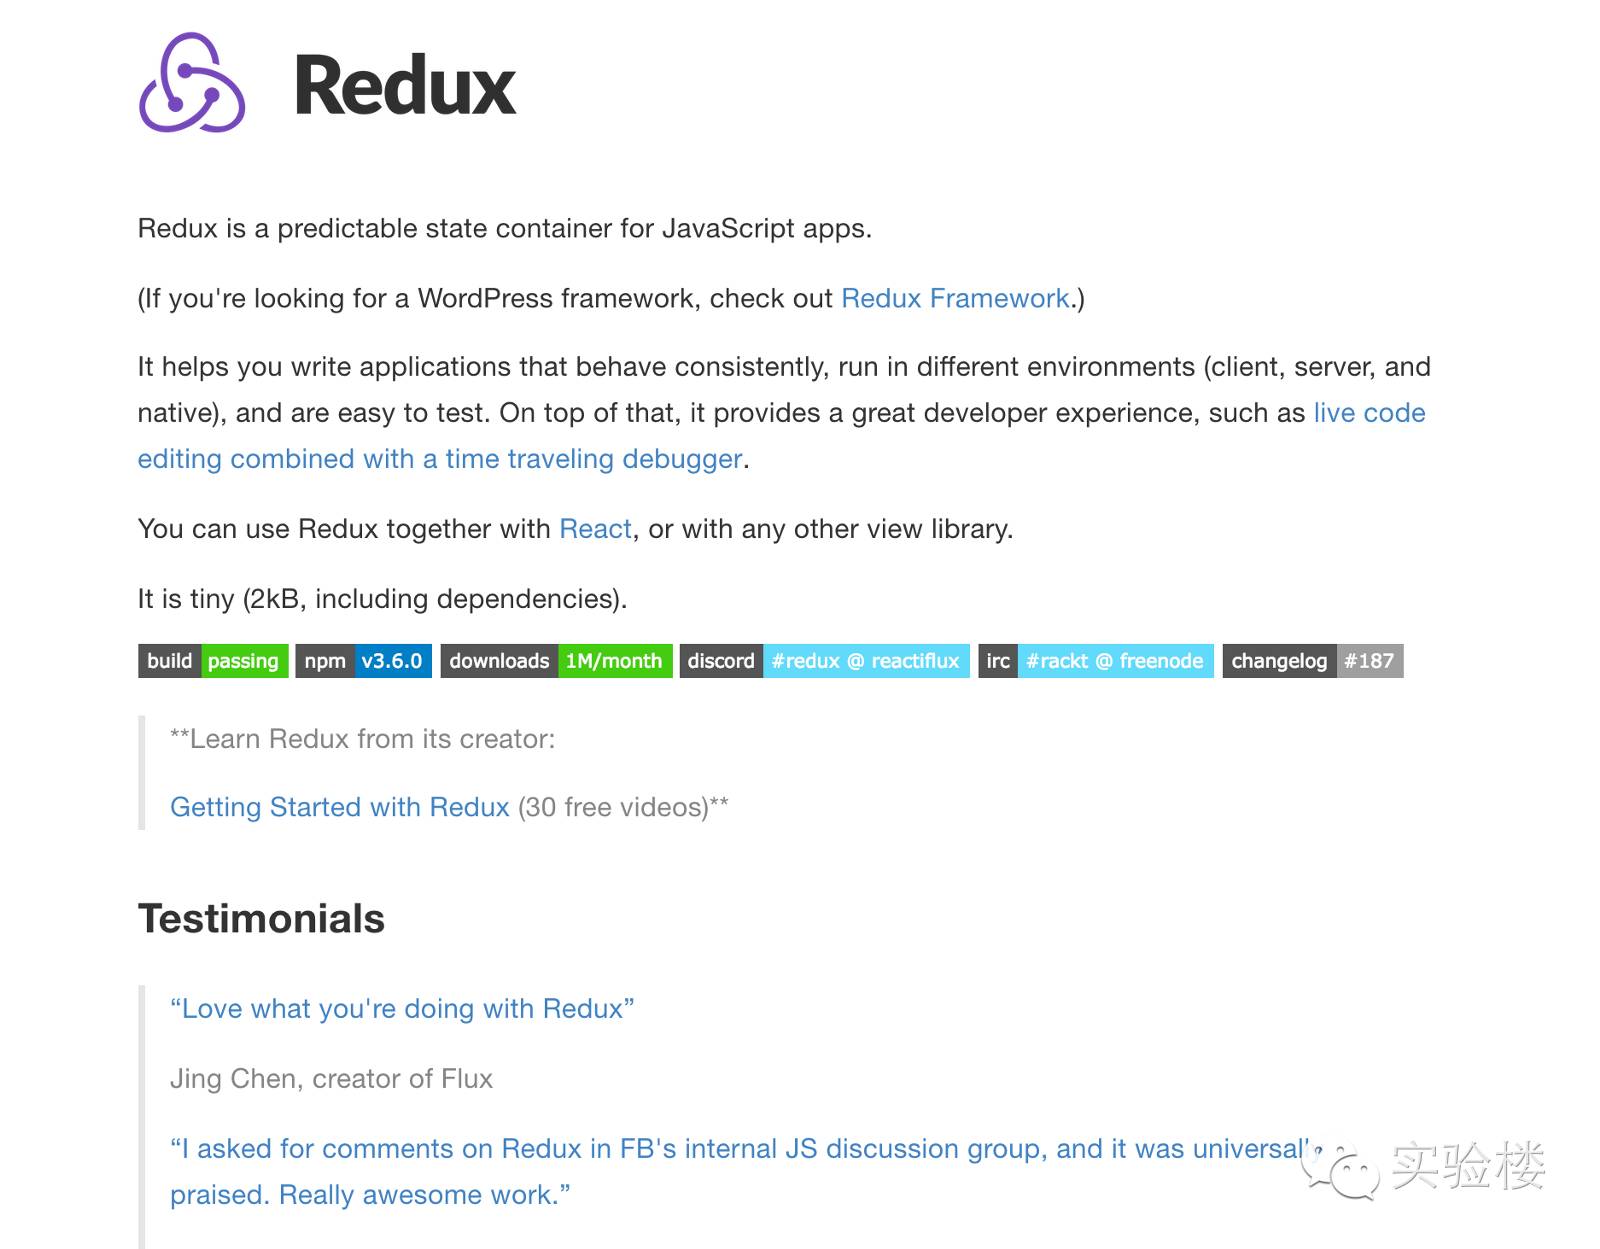 Redux
Redux is a predictable state container for JavaScript apps.
(If you're looking for a WordPress framework, check out Redux Framework.)
It helps you write applications that behave consistently, run in different environments (client, server, and
native), and are easy to test. On top of that, it provides a great developer experience, such as live code
editing combined with a time traveling debugger.
You can use Redux together with React, or with any other view library.
It is tiny (2kB, including dependencies).
build passing npm v3.6.0 downloads 1M/month discord #redux @ reactiflux irc #rackt @ freenode changelog #187
**Learn Redux from its creator:
Getting Started with Redux (30 free videos)**
Testimonials
“Love what you're doing with Redux”
Jing Chen, creator of Flux
“I asked for comments on Redux in FB's internal JS discussion group, and it was universally
praised. Really awesome work.”
实验楼